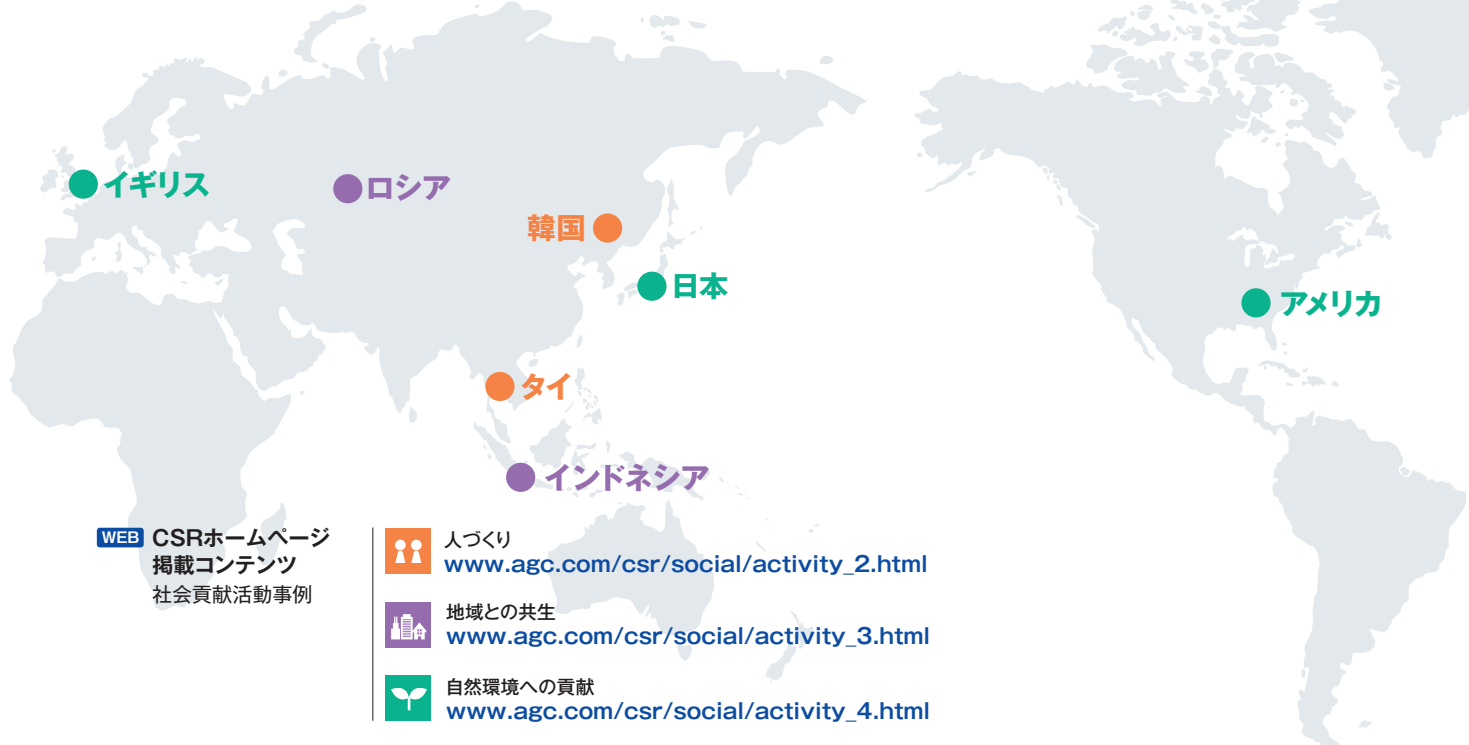 イギリス
ロシア
韓国
日本
アメリカ
タイ
インドネシア
WEB CSRホームページ
掲載コンテンツ
社会貢献活動事例
人づくり
www.agc.com/csr/social/activity_2.html
地域との共生
www.agc.com/csr/social/activity_3.html
自然環境への貢献
www.agc.com/csr/social/activity_4.html